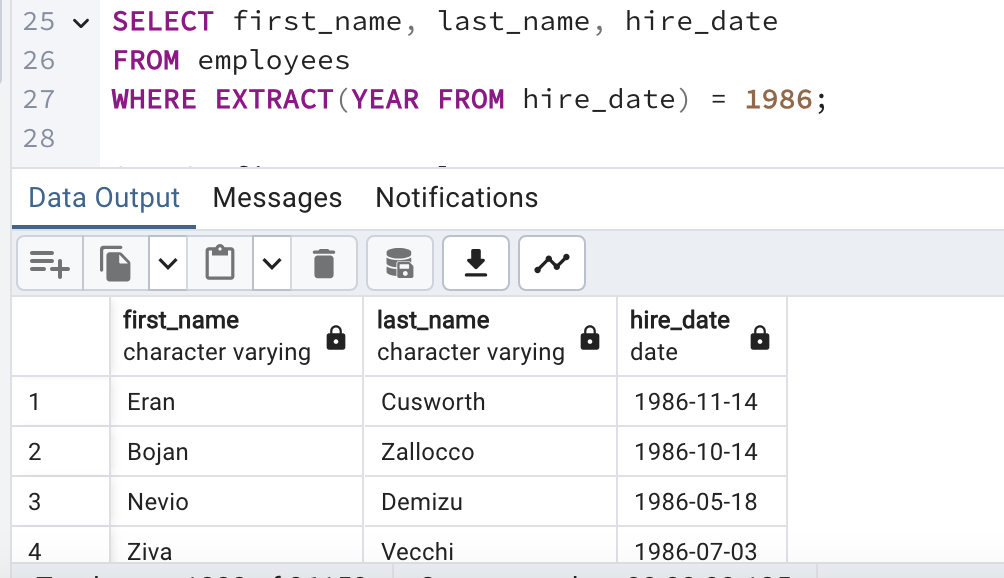 25 SELECT first_name, last_name, hire_date
26 FROM employees
27 WHERE EXTRACT(YEAR FROM hire_date) = 1986;
28
Data Output Messages Notifications
first_name last_name hire_date
character varying character varying date
1 Eran Cusworth 1986-11-14
2 Bojan Zallocco 1986-10-14
3 Nevio Demizu 1986-05-18
4 Ziva Vecchi 1986-07-03